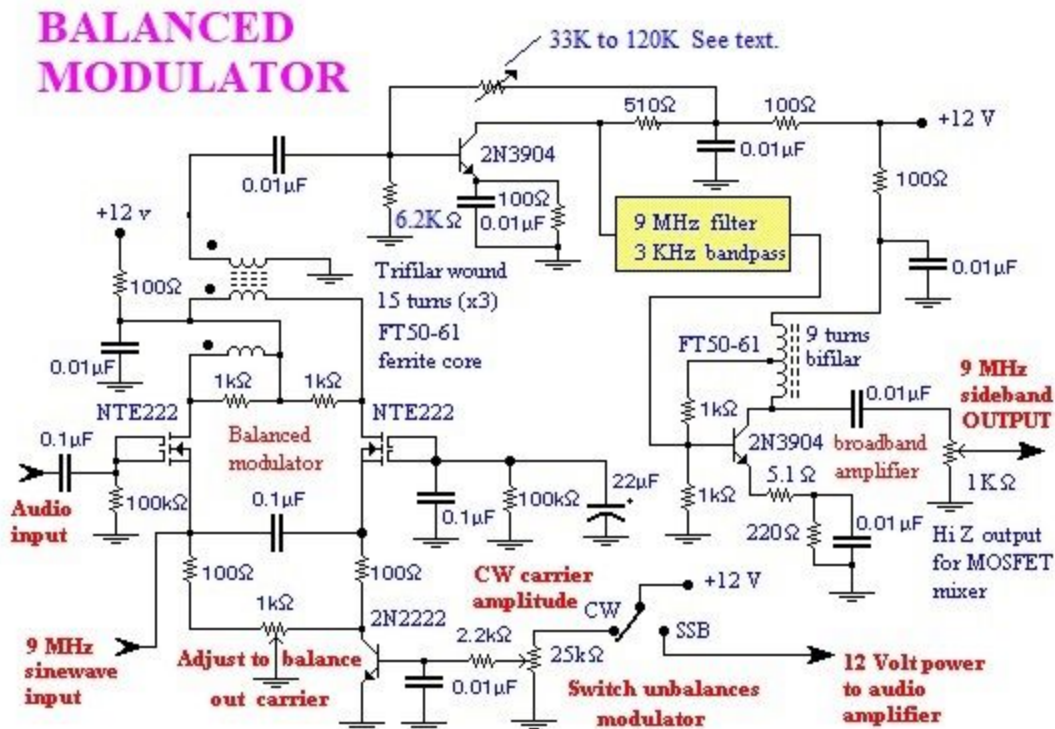 BALANCED
MODULATOR
33K to 120K See text.
510Ω
100Ω
+12 V
2N3904
0.01µF
0.01µF
100Ω
100Ω
0.01µF
6.2K Ω
+12 v
9 MHz filter
3 KHz bandpass
0.01µF
Trifilar wound
15 turns (x3)
FT50-61
ferrite core
100Ω
0.01µF
FT50-61
9 turns
bifilar
1kΩ
1kΩ
NTE222
NTE222
0.1µF
Balanced
modulator
Audio
input
100kΩ
0.1µF
0.1µF
100kΩ
22µF
+
1kΩ
2N3904
0.01µF
broadband
amplifier
9 MHz
sideband
OUTPUT
1K Ω
5.1 Ω
1kΩ
220Ω
0.01µF
Hi Z output
for MOSFET
mixer
100Ω
100Ω
1kΩ
2N2222
CW carrier
amplitude
+12 V
CW
SSB
2.2kΩ
25kΩ
0.01µF
9 MHz
sinewave
input
Adjust to balance
out carrier
Switch unbalances
modulator
12 Volt power
to audio
amplifier